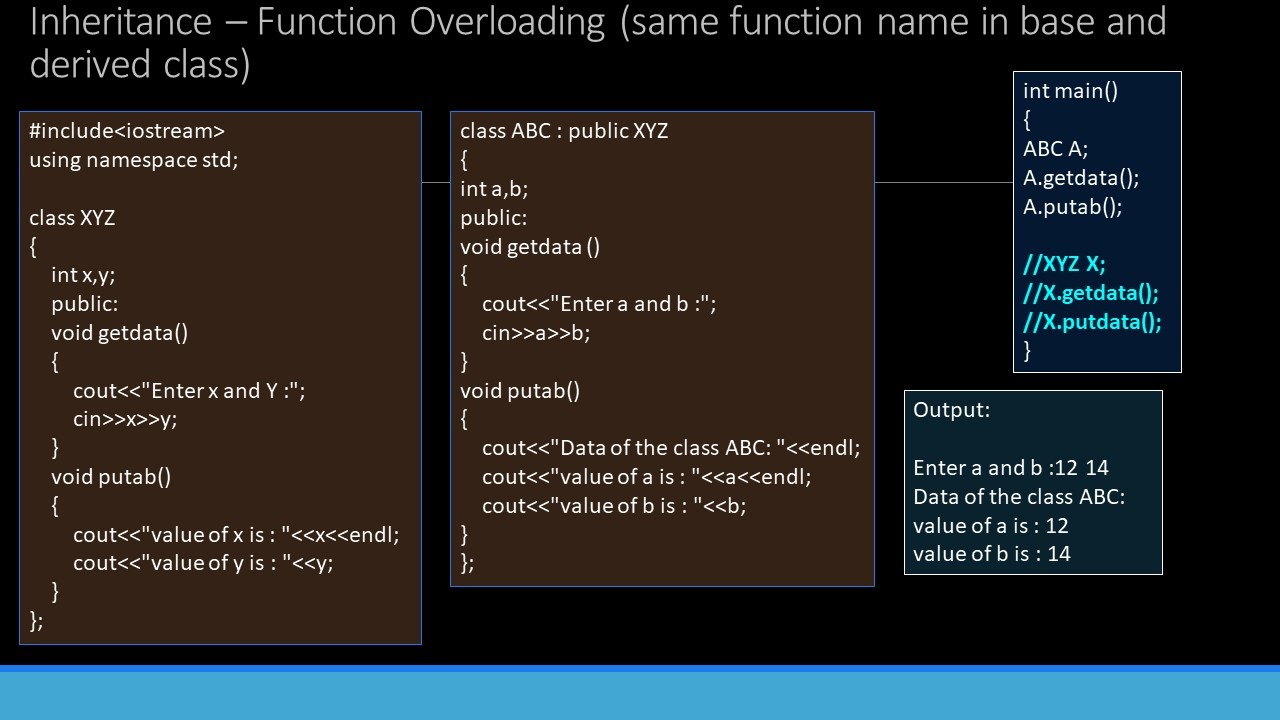 Inheritance – Function Overloading (same function name in base and
derived class)
#include<iostream>
using namespace std;
class XYZ
{
int x,y;
public:
void getdata()
{
cout<<"Enter x and Y :";
cin>>x>>y;
}
void putab()
{
cout<<"value of x is : "<<x<<endl;
cout<<"value of y is : "<<y;
}
};
class ABC : public XYZ
{
int a,b;
public:
void getdata ()
{
cout<<"Enter a and b :";
cin>>a>>b;
}
void putab()
{
cout<<"Data of the class ABC: "<<endl;
cout<<"value of a is : "<<a<<endl;
cout<<"value of b is : "<<b;
}
};
int main()
{
ABC A;
A.getdata();
A.putab();
//XYZ X;
//X.getdata();
//X.putdata();
}
Output:
Enter a and b :12 14
Data of the class ABC:
value of a is : 12
value of b is : 14